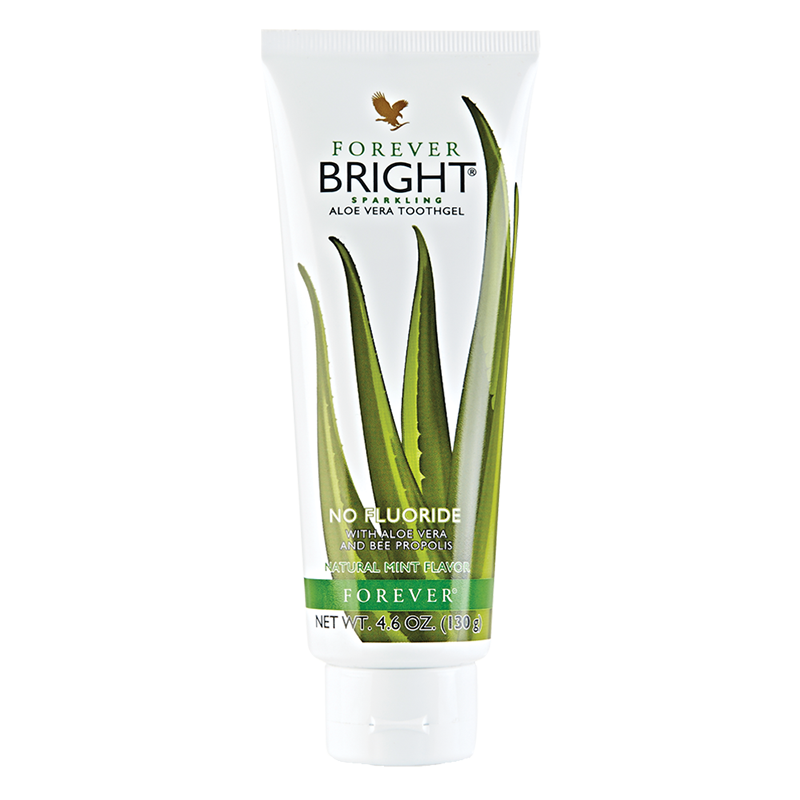 FOREVER
BRIGHT®
SPARKLING
ALOE VERA TOOTHGEL
NO FLUORIDE
WITH ALOE VERA
AND BEE PROPOLIS
NATURAL MINT FLAVOR
FOREVER®
NET WT. 4.6 OZ. (130 g)